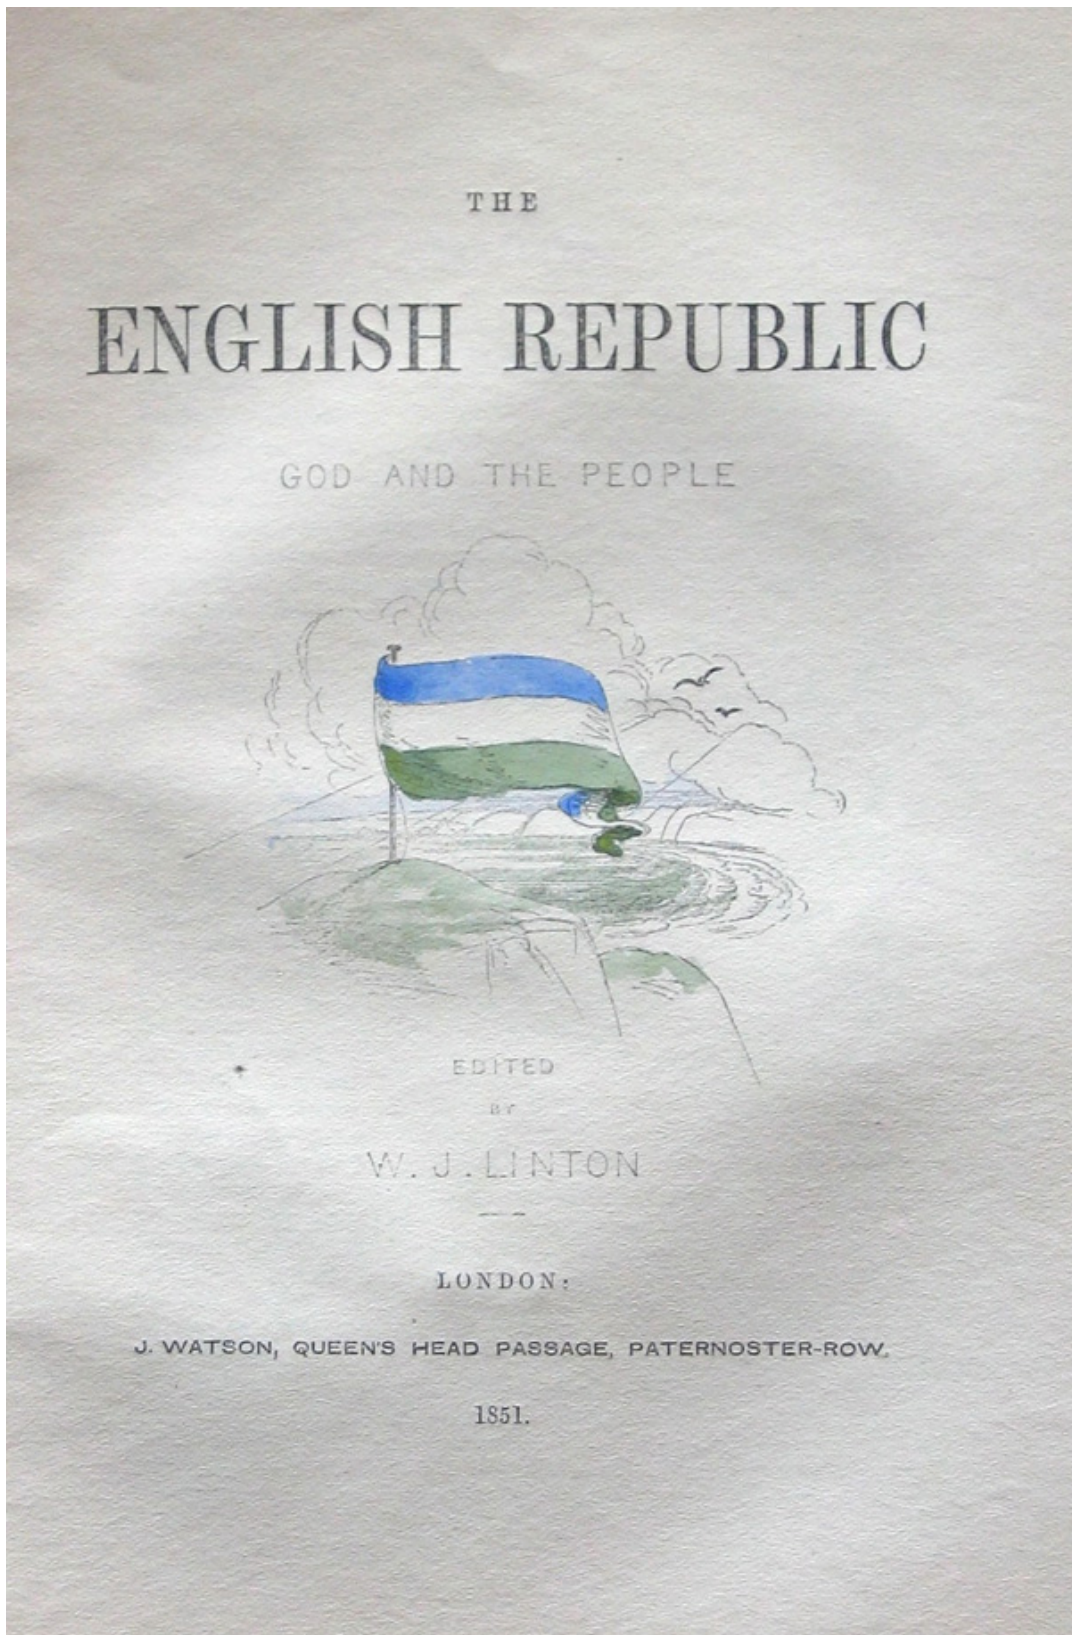 THE
ENGLISH REPUBLIC
GOD AND THE PEOPLE
EDITED
BY
W. J. LINTON
LONDON:
J. WATSON, QUEEN'S HEAD PASSAGE, PATERNOSTER-ROW.
1851.